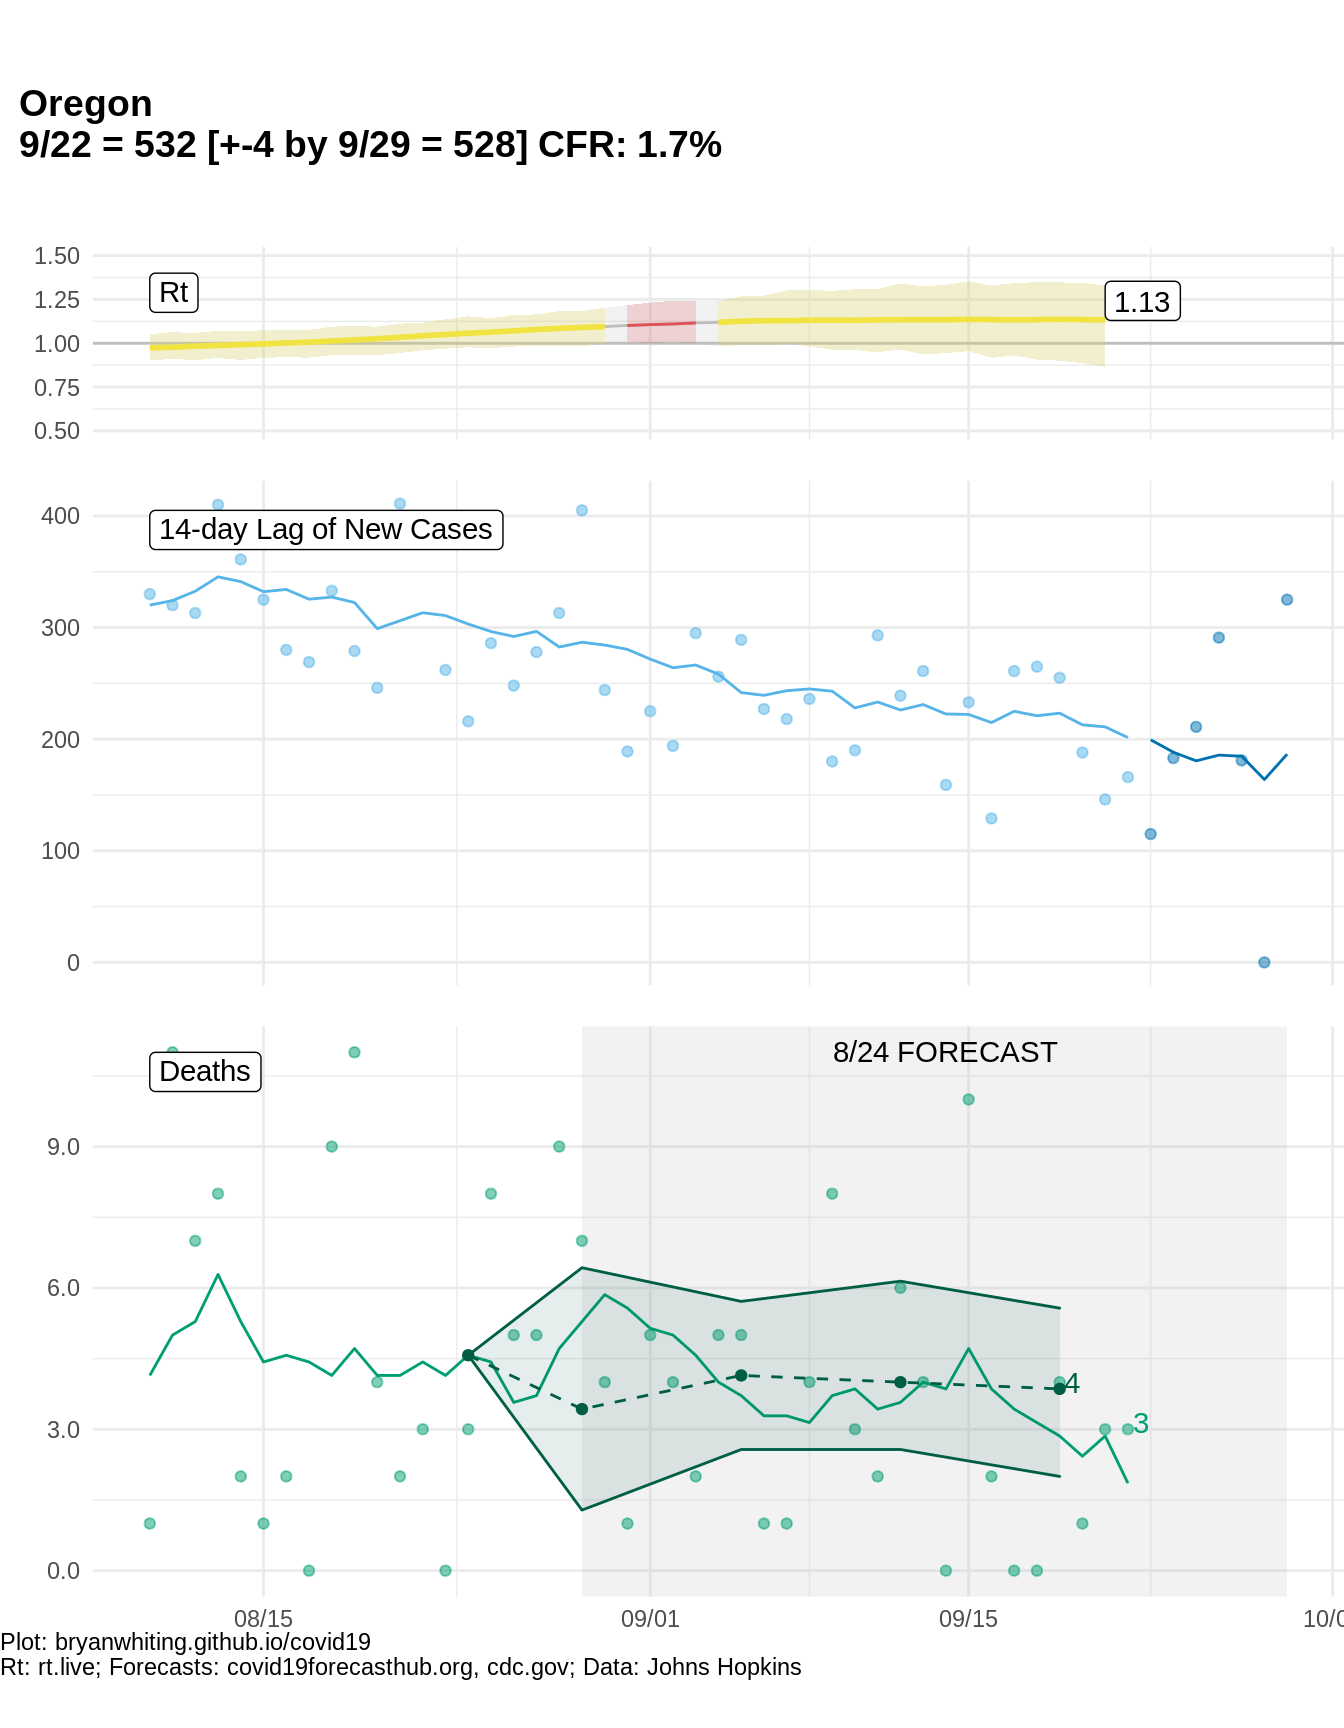 Oregon
9/22 = 532 [+-4 by 9/29 = 528] CFR: 1.7%
1.50
1.25
1.00
0.75
0.50
Rt
1.13
400
300
200
100
0
14-day Lag of New Cases
9.0
6.0
3.0
0.0
Deaths
8/24 FORECAST
4
3
08/15
09/01
09/15
10/0
Plot: bryanwhiting.github.io/covid19
Rt: rt.live; Forecasts: covid19forecasthub.org, cdc.gov; Data: Johns Hopkins